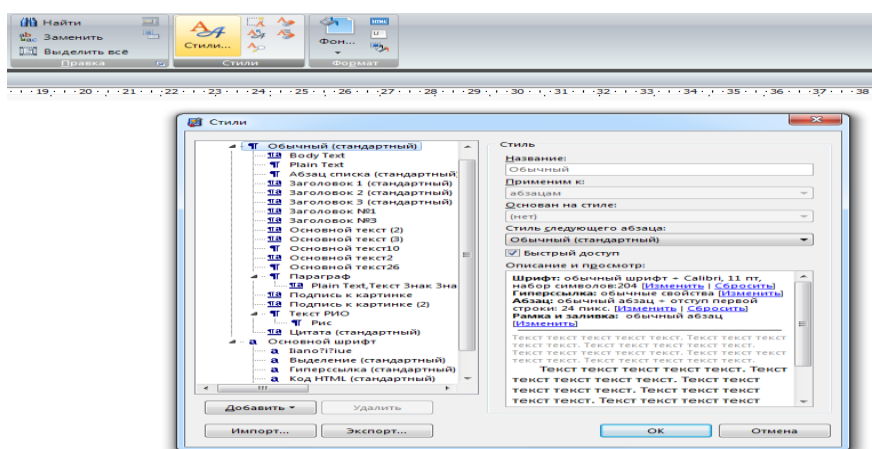 Найти
Заменить
Выделить всё
Правка
Стили...
Стили
Фон...
HTML
Формат
19 20 21 22 23 24 25 26 27 28 29 30 31 32 33 34 35 36 37 38
Стили
Обычный (стандартный)
Body Text
Plain Text
Абзац списка (стандартный)
Заголовок 1 (стандартный)
Заголовок 2 (стандартный)
Заголовок 3 (стандартный)
Заголовок №1
Заголовок №3
Основной текст (2)
Основной текст (3)
Основной текст10
Основной текст2
Основной текст26
Параграф
Plain Text,Текст Знак Зна
Подпись к картинке
Подпись к картинке (2)
Текст РИО
Рис
Цитата (стандартный)
Основной шрифт
Iiano?i?iue
Выделение (стандартный)
Гиперссылка (стандартный)
Код HTML (стандартный)
Добавить
Удалить
Импорт...
Экспорт...
Стиль
Название:
Обычный
Применим к:
абзацам
Основан на стиле:
(нет)
Стиль следующего абзаца:
Обычный (стандартный)
Быстрый доступ
Описание и просмотр:
Шрифт: обычный шрифт + Calibri, 11 пт,
набор символов:204 [Изменить | Сбросить]
Гиперссылка: обычные свойства [Изменить]
Абзац: обычный абзац + отступ первой
строки: 24 пикс. [Изменить | Сбросить]
Рамка и заливка: обычный абзац
[Изменить]
Текст текст текст текст текст. Текст текст текст
текст текст. Текст текст текст текст текст текст
текст текст. Текст текст текст текст текст.
Текст текст текст текст текст. Текст
текст текст текст текст. Текст текст
текст текст текст. Текст текст текст
текст текст. Текст текст текст текст
ОК
Отмена